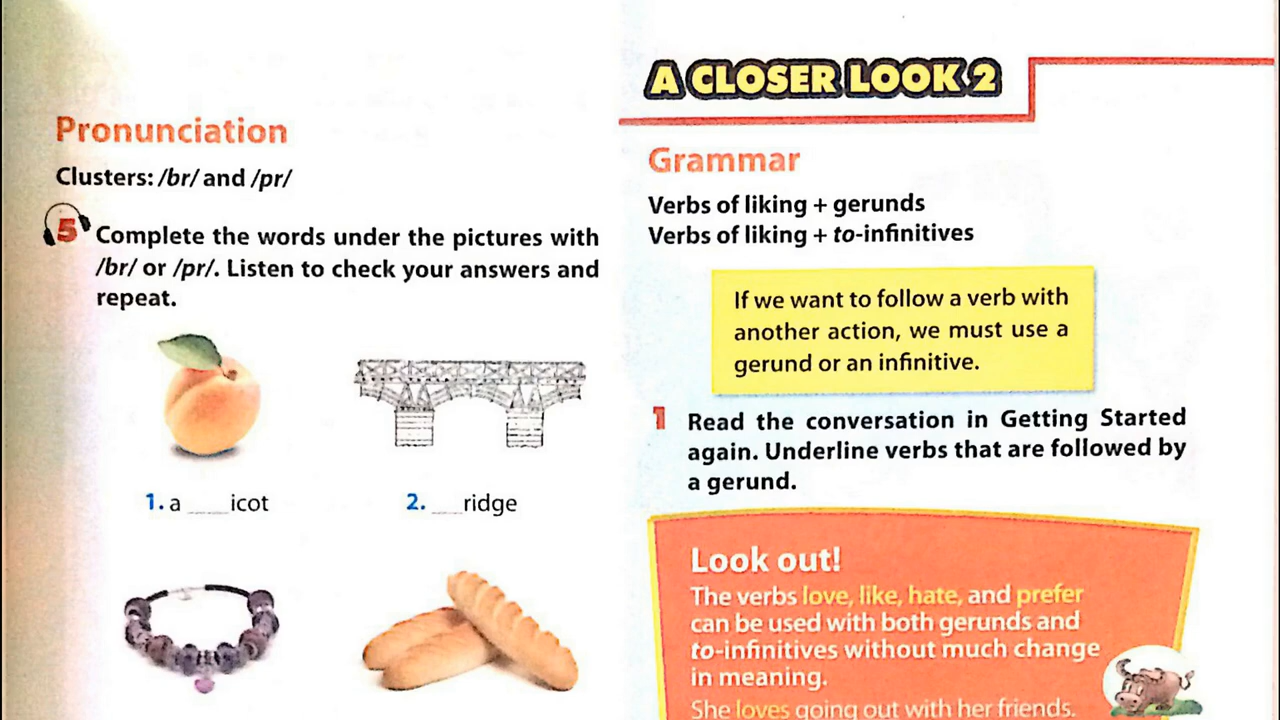 Pronunciation
Clusters: /br/ and /pr/
5 Complete the words under the pictures with
/br/ or /pr/. Listen to check your answers and
repeat.
1. a ___icot
2. ___ridge
A CLOSER LOOK 2
Grammar
Verbs of liking + gerunds
Verbs of liking + to-infinitives
If we want to follow a verb with
another action, we must use a
gerund or an infinitive.
1 Read the conversation in Getting Started
again. Underline verbs that are followed by
a gerund.
Look out!
The verbs love, like, hate, and prefer
can be used with both gerunds and
to-infinitives without much change
in meaning.
She loves going out with her friends.